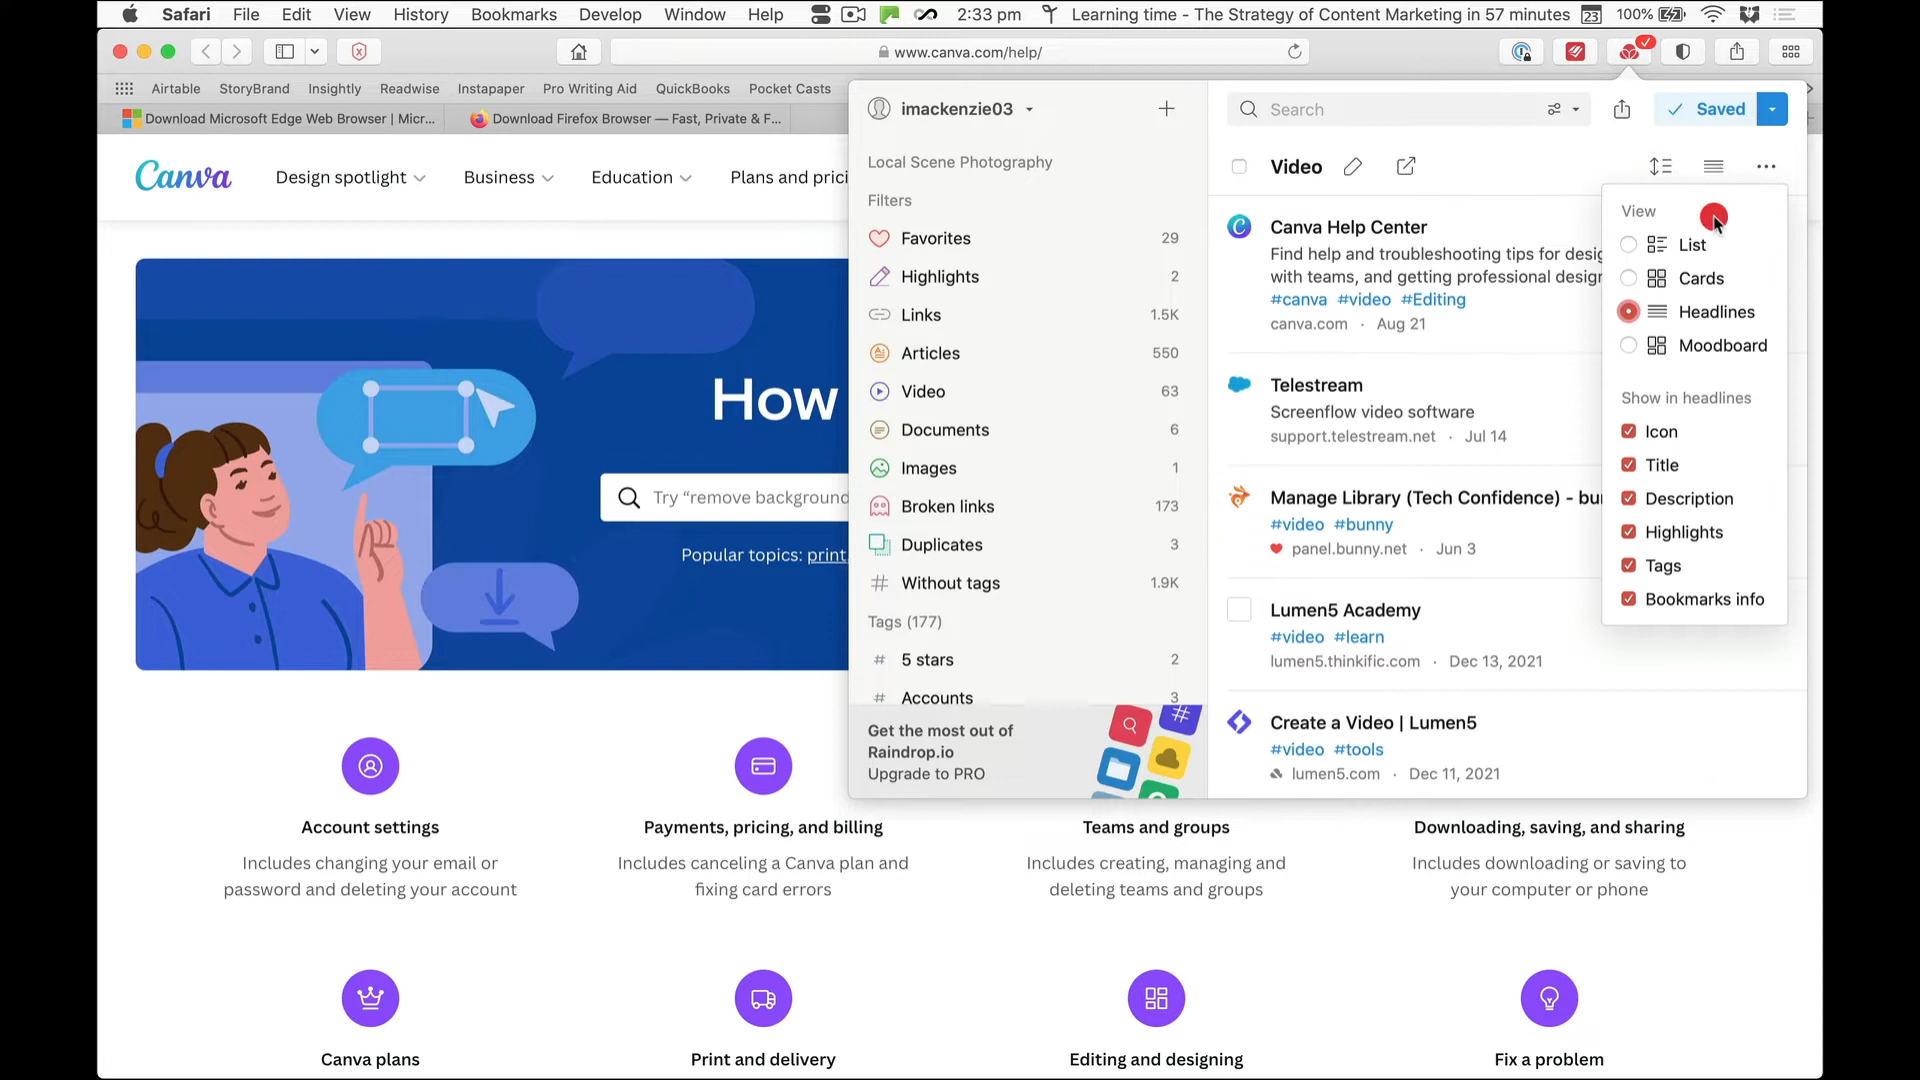 Safari File Edit View History Bookmarks Develop Window Help 2:33 pm Learning time - The Strategy of Content Marketing in 57 minutes 23 100%
www.canva.com/help/
Airtable StoryBrand Insightly Readwise Instapaper Pro Writing Aid QuickBooks Pocket Casts
Download Microsoft Edge Web Browser | Micr... Download Firefox Browser — Fast, Private & F...
Canva Design spotlight Business Education Plans and prici
How
Try “remove background
Popular topics: print,
Account settings
Includes changing your email or
password and deleting your account
Payments, pricing, and billing
Includes canceling a Canva plan and
fixing card errors
Teams and groups
Includes creating, managing and
deleting teams and groups
Downloading, saving, and sharing
Includes downloading or saving to
your computer or phone
Canva plans
Print and delivery
Editing and designing
Fix a problem
imackenzie03
Local Scene Photography
Filters
Favorites 29
Highlights 2
Links 1.5K
Articles 550
Video 63
Documents 6
Images 1
Broken links 173
Duplicates 3
Without tags 1.9K
Tags (177)
# 5 stars 2
# Accounts 3
Get the most out of
Raindrop.io
Upgrade to PRO
Search
Saved
Video
Canva Help Center
Find help and troubleshooting tips for desig
with teams, and getting professional design
#canva #video #Editing
canva.com · Aug 21
Telestream
Screenflow video software
support.telestream.net · Jul 14
Manage Library (Tech Confidence) - bu
#video #bunny
panel.bunny.net · Jun 3
Lumen5 Academy
#video #learn
lumen5.thinkific.com · Dec 13, 2021
Create a Video | Lumen5
#video #tools
lumen5.com · Dec 11, 2021
View
List
Cards
Headlines
Moodboard
Show in headlines
Icon
Title
Description
Highlights
Tags
Bookmarks info